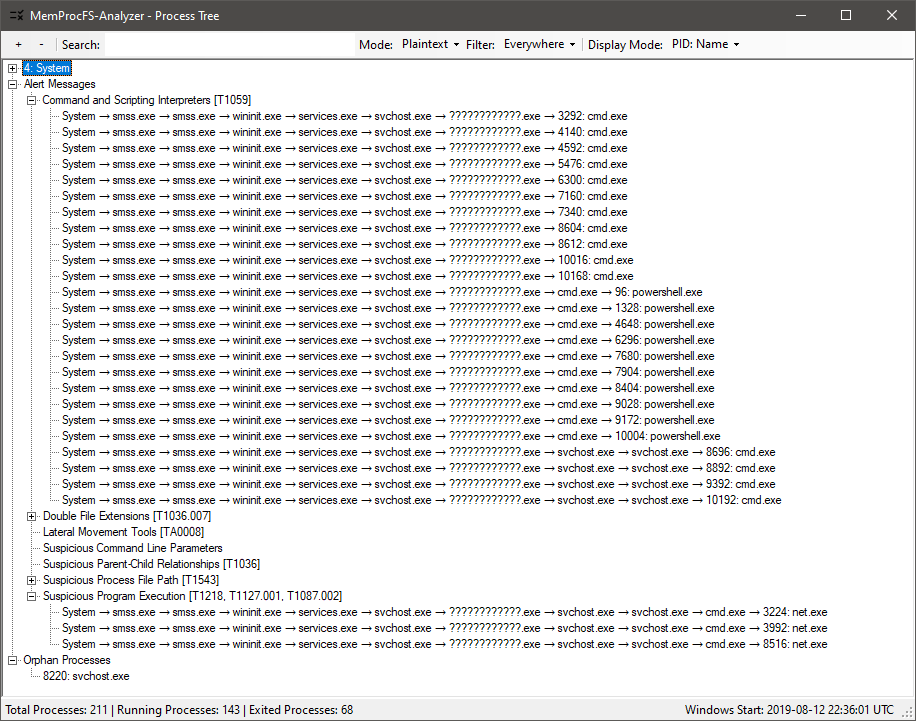 MemProcFS-Analyzer - Process Tree
+ - Search: Mode: Plaintext Filter: Everywhere Display Mode: PID: Name
4: System
Alert Messages
Command and Scripting Interpreters [T1059]
System → smss.exe → smss.exe → wininit.exe → services.exe → svchost.exe → ????????????.exe → 3292: cmd.exe
System → smss.exe → smss.exe → wininit.exe → services.exe → svchost.exe → ????????????.exe → 4140: cmd.exe
System → smss.exe → smss.exe → wininit.exe → services.exe → svchost.exe → ????????????.exe → 4592: cmd.exe
System → smss.exe → smss.exe → wininit.exe → services.exe → svchost.exe → ????????????.exe → 5476: cmd.exe
System → smss.exe → smss.exe → wininit.exe → services.exe → svchost.exe → ????????????.exe → 6300: cmd.exe
System → smss.exe → smss.exe → wininit.exe → services.exe → svchost.exe → ????????????.exe → 7160: cmd.exe
System → smss.exe → smss.exe → wininit.exe → services.exe → svchost.exe → ????????????.exe → 7340: cmd.exe
System → smss.exe → smss.exe → wininit.exe → services.exe → svchost.exe → ????????????.exe → 8604: cmd.exe
System → smss.exe → smss.exe → wininit.exe → services.exe → svchost.exe → ????????????.exe → 8612: cmd.exe
System → smss.exe → smss.exe → wininit.exe → services.exe → svchost.exe → ????????????.exe → 10016: cmd.exe
System → smss.exe → smss.exe → wininit.exe → services.exe → svchost.exe → ????????????.exe → 10168: cmd.exe
System → smss.exe → smss.exe → wininit.exe → services.exe → svchost.exe → ????????????.exe → cmd.exe → 96: powershell.exe
System → smss.exe → smss.exe → wininit.exe → services.exe → svchost.exe → ????????????.exe → cmd.exe → 1328: powershell.exe
System → smss.exe → smss.exe → wininit.exe → services.exe → svchost.exe → ????????????.exe → cmd.exe → 4648: powershell.exe
System → smss.exe → smss.exe → wininit.exe → services.exe → svchost.exe → ????????????.exe → cmd.exe → 6296: powershell.exe
System → smss.exe → smss.exe → wininit.exe → services.exe → svchost.exe → ????????????.exe → cmd.exe → 7680: powershell.exe
System → smss.exe → smss.exe → wininit.exe → services.exe → svchost.exe → ????????????.exe → cmd.exe → 7904: powershell.exe
System → smss.exe → smss.exe → wininit.exe → services.exe → svchost.exe → ????????????.exe → cmd.exe → 8404: powershell.exe
System → smss.exe → smss.exe → wininit.exe → services.exe → svchost.exe → ????????????.exe → cmd.exe → 9028: powershell.exe
System → smss.exe → smss.exe → wininit.exe → services.exe → svchost.exe → ????????????.exe → cmd.exe → 9172: powershell.exe
System → smss.exe → smss.exe → wininit.exe → services.exe → svchost.exe → ????????????.exe → cmd.exe → 10004: powershell.exe
System → smss.exe → smss.exe → wininit.exe → services.exe → svchost.exe → ????????????.exe → svchost.exe → svchost.exe → 8696: cmd.exe
System → smss.exe → smss.exe → wininit.exe → services.exe → svchost.exe → ????????????.exe → svchost.exe → svchost.exe → 8892: cmd.exe
System → smss.exe → smss.exe → wininit.exe → services.exe → svchost.exe → ????????????.exe → svchost.exe → svchost.exe → 9392: cmd.exe
System → smss.exe → smss.exe → wininit.exe → services.exe → svchost.exe → ????????????.exe → svchost.exe → svchost.exe → 10192: cmd.exe
Double File Extensions [T1036.007]
Lateral Movement Tools [TA0008]
Suspicious Command Line Parameters
Suspicious Parent-Child Relationships [T1036]
Suspicious Process File Path [T1543]
Suspicious Program Execution [T1218, T1127.001, T1087.002]
System → smss.exe → smss.exe → wininit.exe → services.exe → svchost.exe → ????????????.exe → svchost.exe → svchost.exe → cmd.exe → 3224: net.exe
System → smss.exe → smss.exe → wininit.exe → services.exe → svchost.exe → ????????????.exe → svchost.exe → svchost.exe → cmd.exe → 3992: net.exe
System → smss.exe → smss.exe → wininit.exe → services.exe → svchost.exe → ????????????.exe → svchost.exe → svchost.exe → cmd.exe → 8516: net.exe
Orphan Processes
8220: svchost.exe
Total Processes: 211 | Running Processes: 143 | Exited Processes: 68 Windows Start: 2019-08-12 22:36:01 UTC